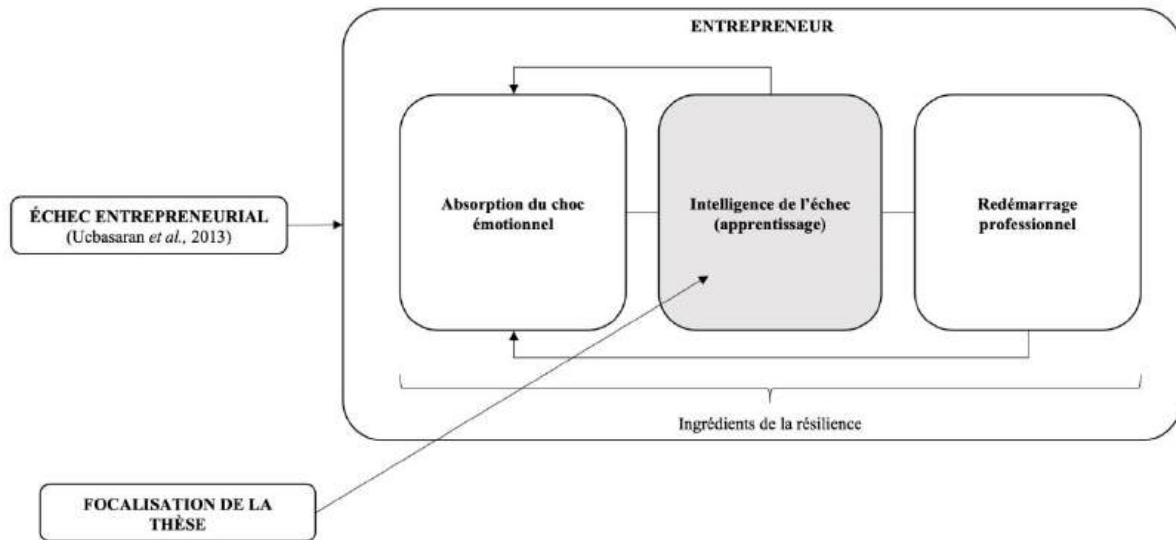 ENTREPRENEUR
Absorption du choc
émotionnel
Intelligence de l'échec
(apprentissage)
Redémarrage
professionnel
ÉCHEC ENTREPRENEURIAL
(Ucbasaran et al., 2013)
Ingrédients de la résilience
FOCALISATION DE LA
THÈSE